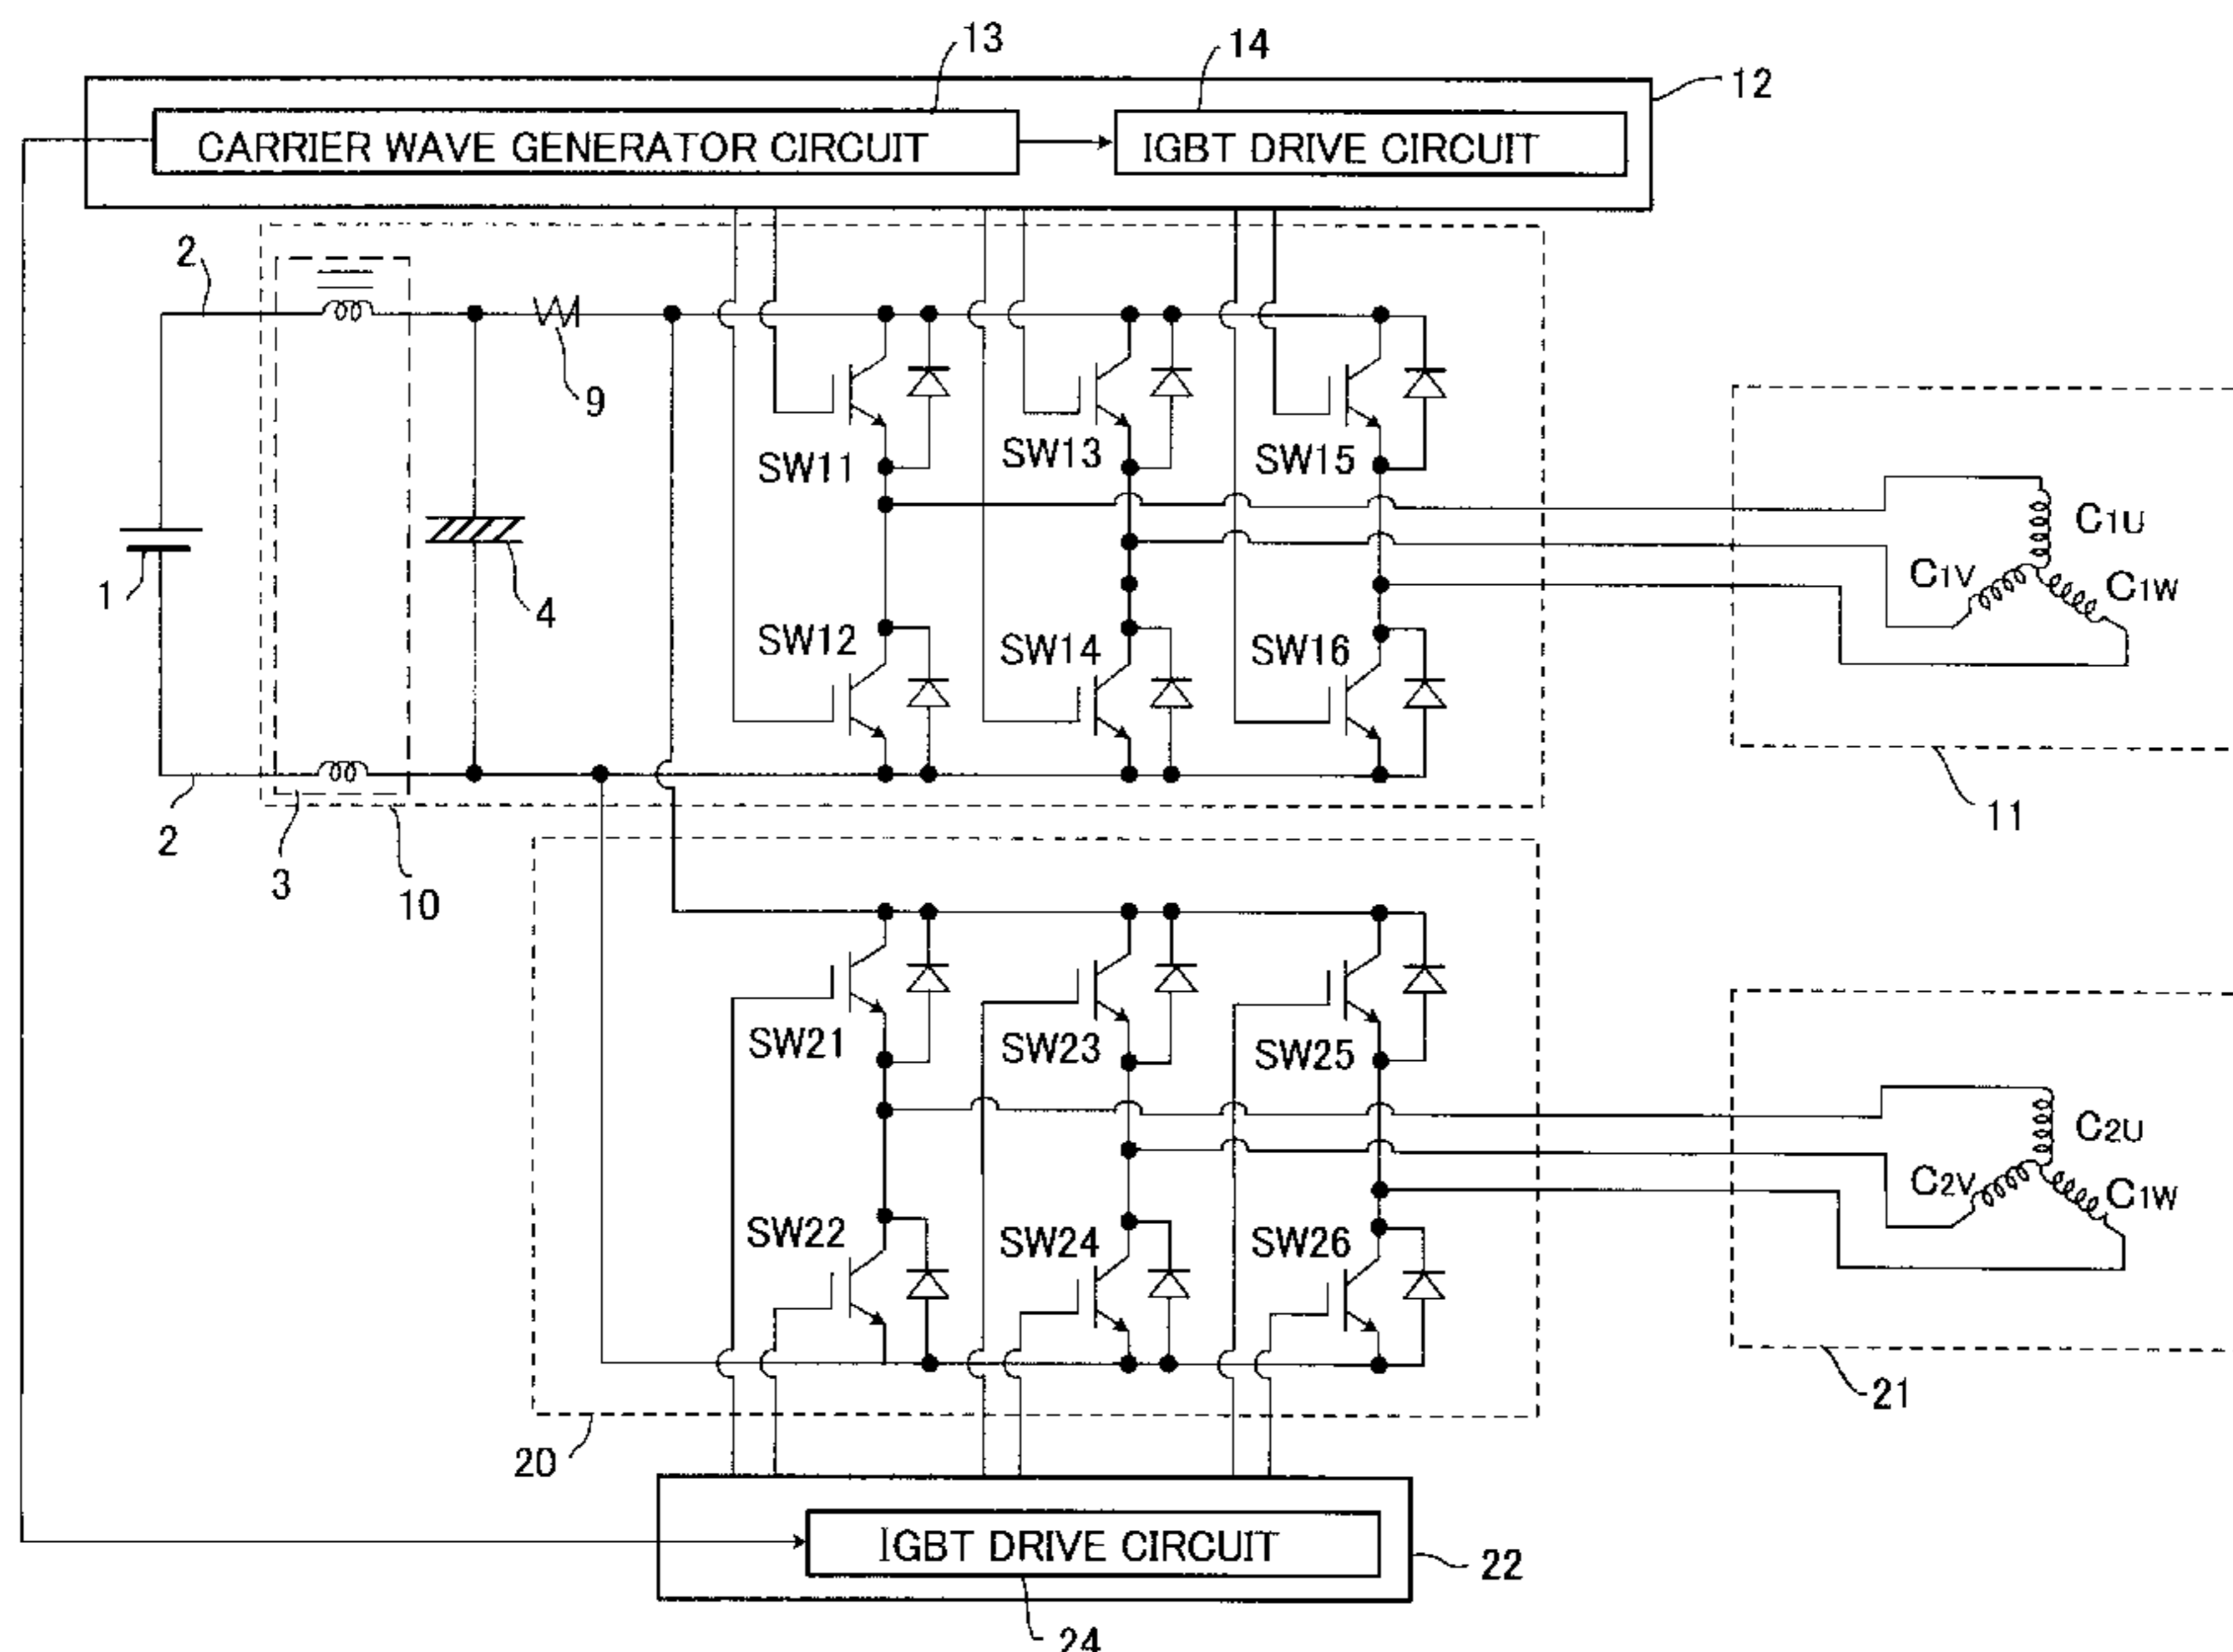 13
14
12
CARRIER WAVE GENERATOR CIRCUIT
IGBT DRIVE CIRCUIT
2
9
SW11
SW13
SW15
1
4
C1U
C1V
C1W
SW12
SW14
SW16
2
3
10
11
SW21
SW23
SW25
C2U
C2V
C1W
SW22
SW24
SW26
21
20
IGBT DRIVE CIRCUIT
22
24